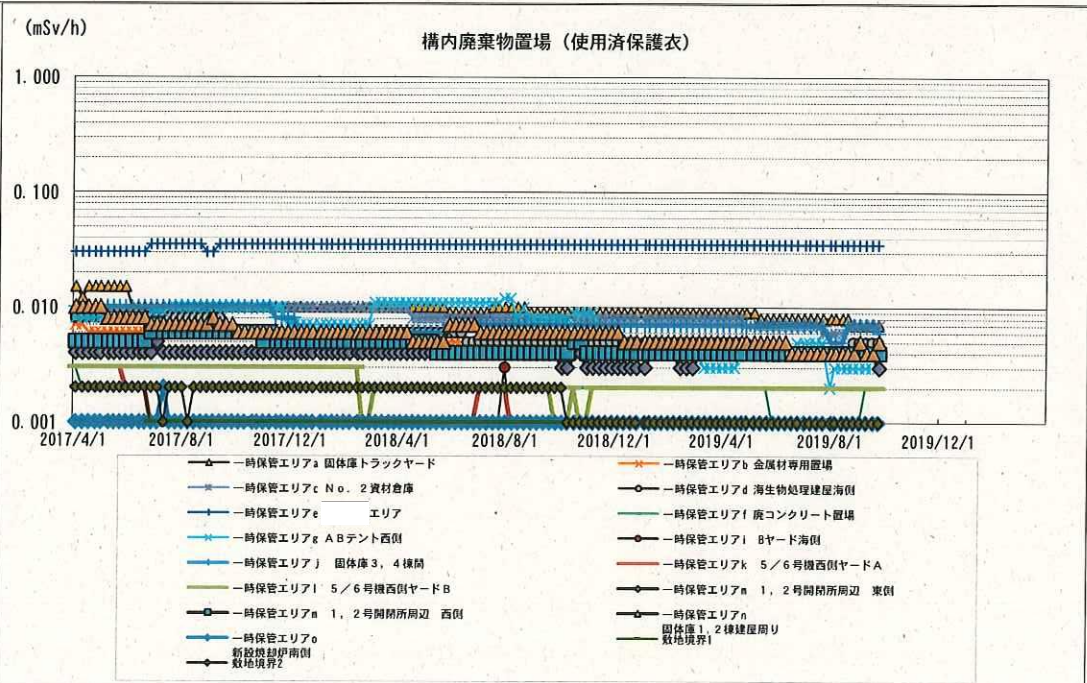 (mSv/h)
構内廃棄物置場（使用済保護衣）
1.000
0.100
0.010
0.001
2017/4/1 2017/8/1 2017/12/1 2018/4/1 2018/8/1 2018/12/1 2019/4/1 2019/8/1 2019/12/1
一時保管エリアa 固体庫トラックヤード
一時保管エリアb 金属材専用置場
一時保管エリアc No．2資材倉庫
一時保管エリアd 海生物処理建屋海側
一時保管エリアe エリア
一時保管エリアf 廃コンクリート置場
一時保管エリアg ABテント西側
一時保管エリアi Bヤード海側
一時保管エリアj 固体庫3，4棟間
一時保管エリアk 5／6号機西側ヤードA
一時保管エリアl 5／6号機西側ヤードB
一時保管エリアm 1，2号開閉所周辺 東側
一時保管エリアm 1，2号開閉所周辺 西側
一時保管エリアn
固体庫1，2棟建屋周り
一時保管エリアo
敷地境界1
新設焼却炉南側
敷地境界2